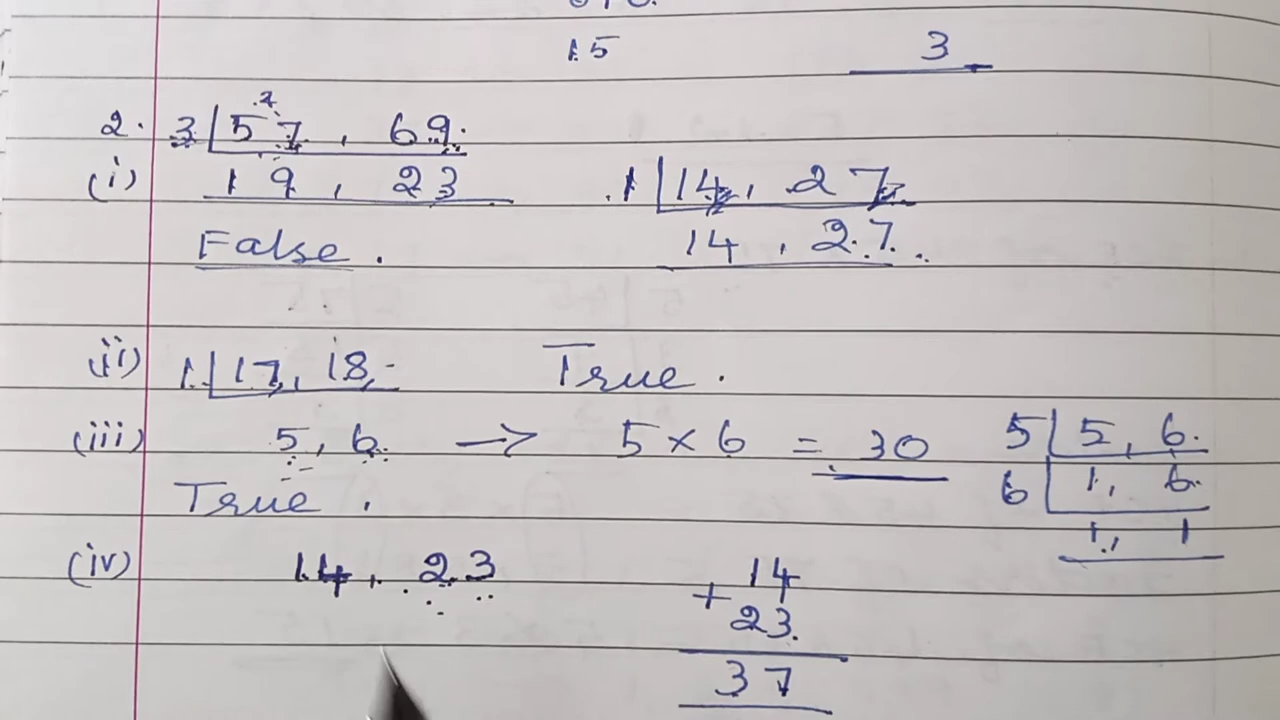 15 3
2. 3 | 57, 69.
(i) 19, 23 1 | 14, 27
False. 14, 27.
(ii) 1 | 17, 18, True.
(iii) 5, 6. → 5 × 6 = 30 5 | 5, 6.
6 | 1, 6.
True. 1, 1
(iv) 14, 23 14
+ 23.
37